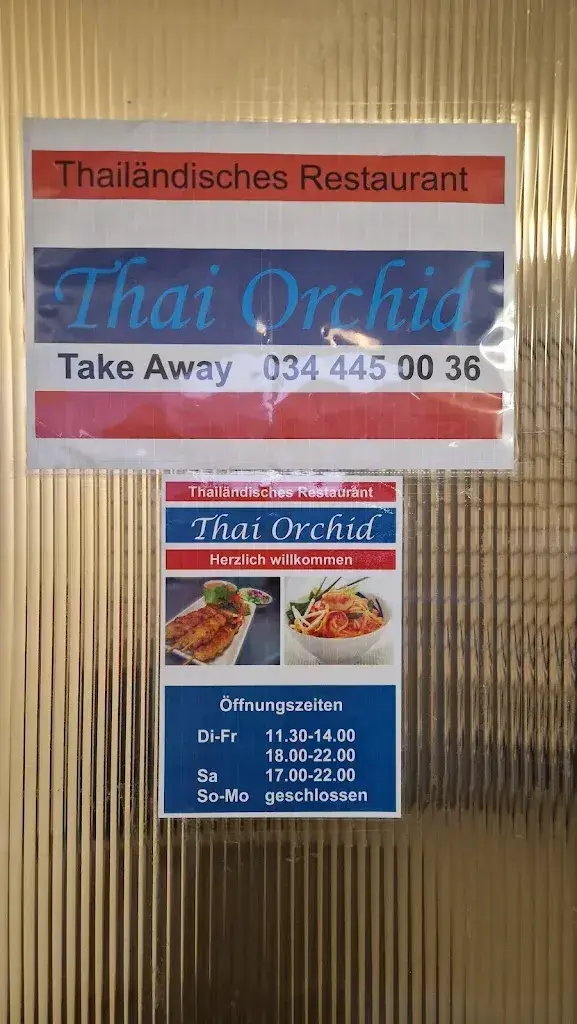 Thailändisches Restaurant
Thai Orchid
Take Away 034 445 00 36
Thailändisches Restaurant
Thai Orchid
Herzlich willkommen
Öffnungszeiten
Di-Fr 11.30-14.00
18.00-22.00
Sa 17.00-22.00
So-Mo geschlossen